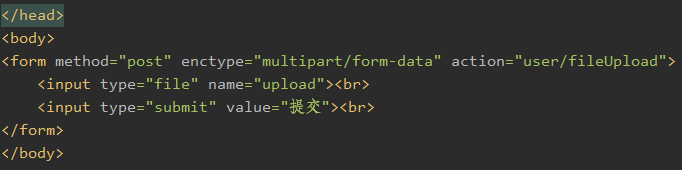 </head>
<body>
<form method="post" enctype="multipart/form-data" action="user/fileUpload">
    <input type="file" name="upload"><br>
    <input type="submit" value="提交"><br>
</form>
</body>